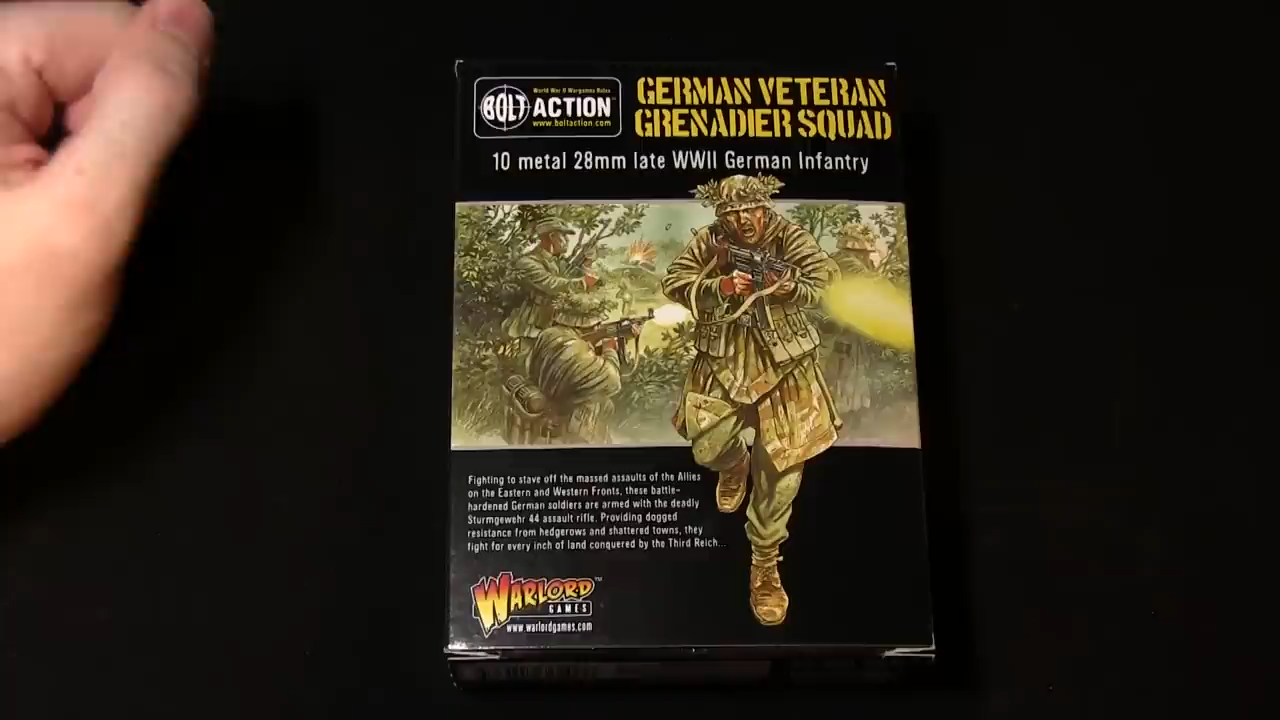 World War II Wargames Rules
BOLT ACTION
www.boltaction.com
GERMAN VETERAN
GRENADIER SQUAD
10 metal 28mm late WWII German Infantry
Fighting to stave off the massed assaults of the Allies
on the Eastern and Western Fronts, these battle-
hardened German soldiers are armed with the deadly
Sturmgewehr 44 assault rifle. Providing dogged
resistance from hedgerows and shattered towns, they
fight for every inch of land conquered by the Third Reich...
WARLORD™
GAMES
www.warlordgames.com